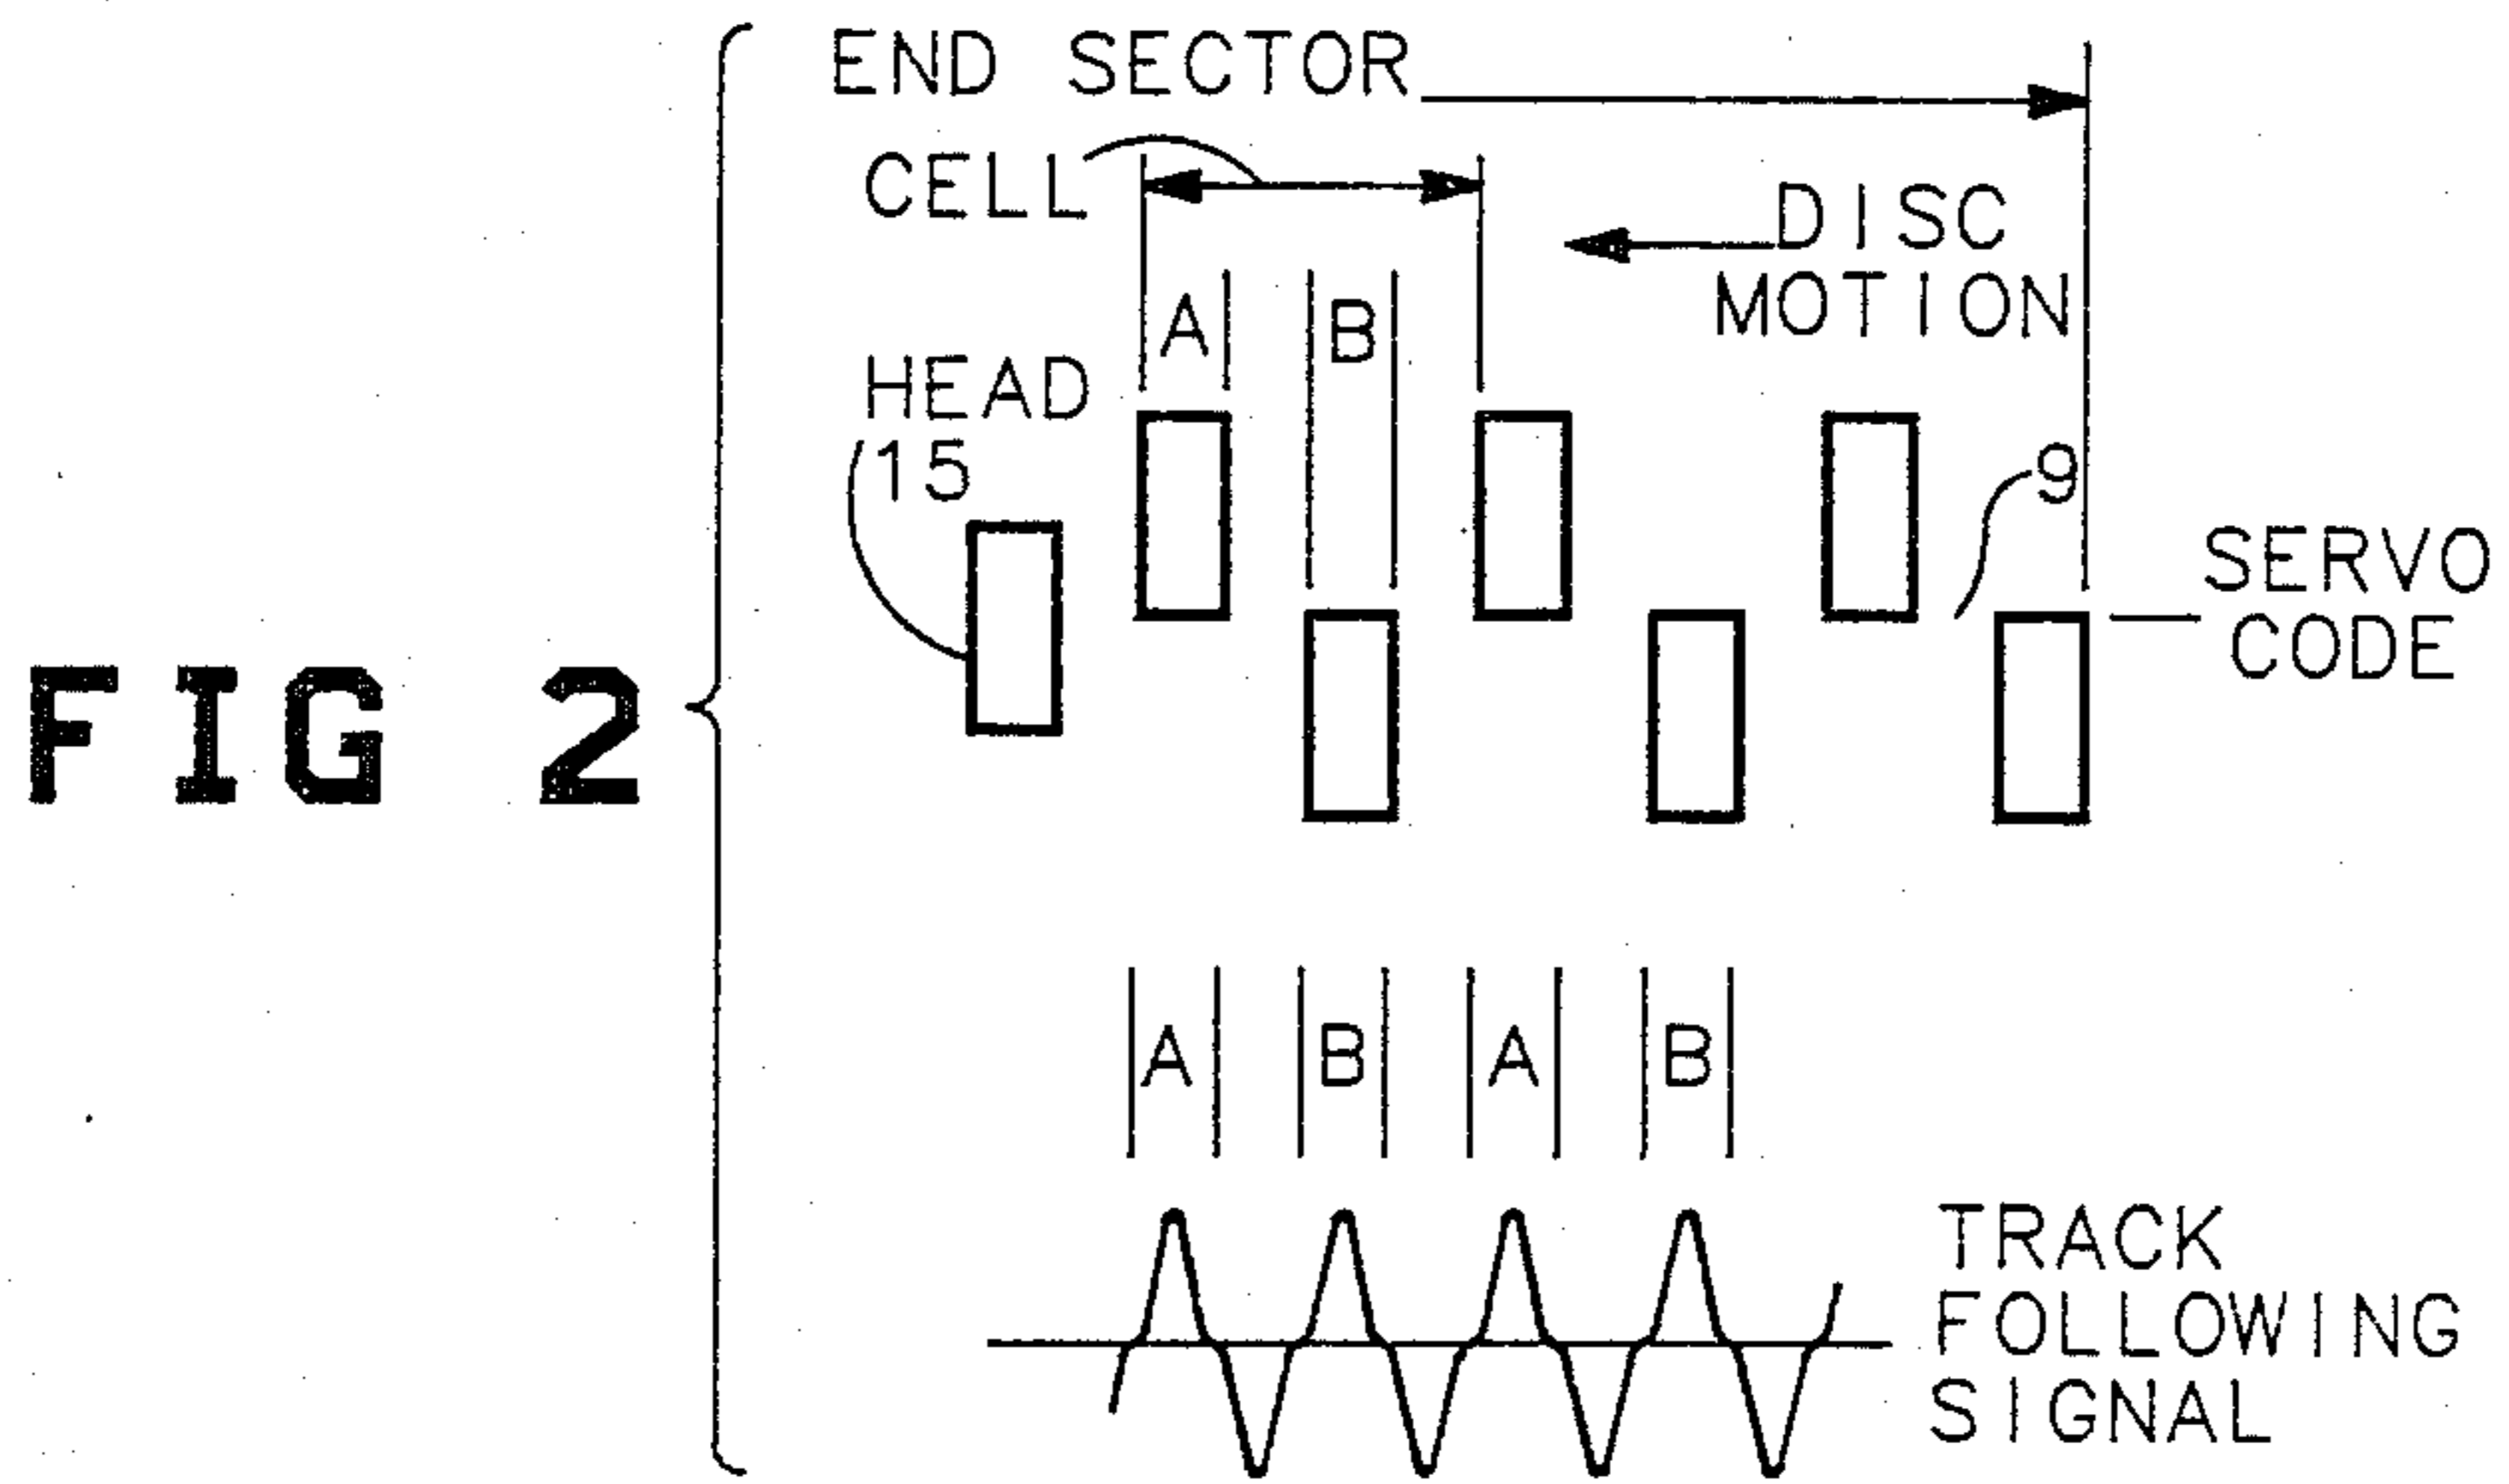 END SECTOR
CELL
DISC
MOTION
A
B
HEAD
15
9
SERVO
CODE
FIG 2
A
B
A
B
TRACK
FOLLOWING
SIGNAL